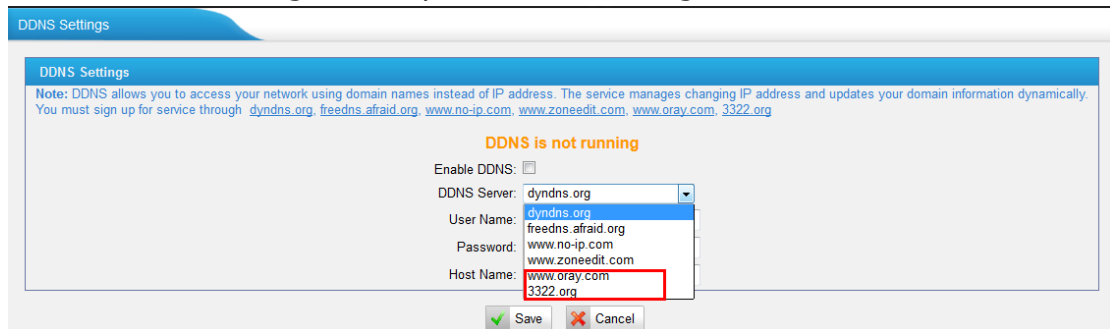 DDNS Settings
DDNS Settings
Note: DDNS allows you to access your network using domain names instead of IP address. The service manages changing IP address and updates your domain information dynamically.
You must sign up for service through dyndns.org, freedns.afraid.org, www.no-ip.com, www.zoneedit.com, www.oray.com, 3322.org
DDNS is not running
Enable DDNS:
DDNS Server: dyndns.org
dyndns.org
User Name:
freedns.afraid.org
www.no-ip.com
Password:
www.zoneedit.com
Host Name: www.oray.com
3322.org
Save Cancel